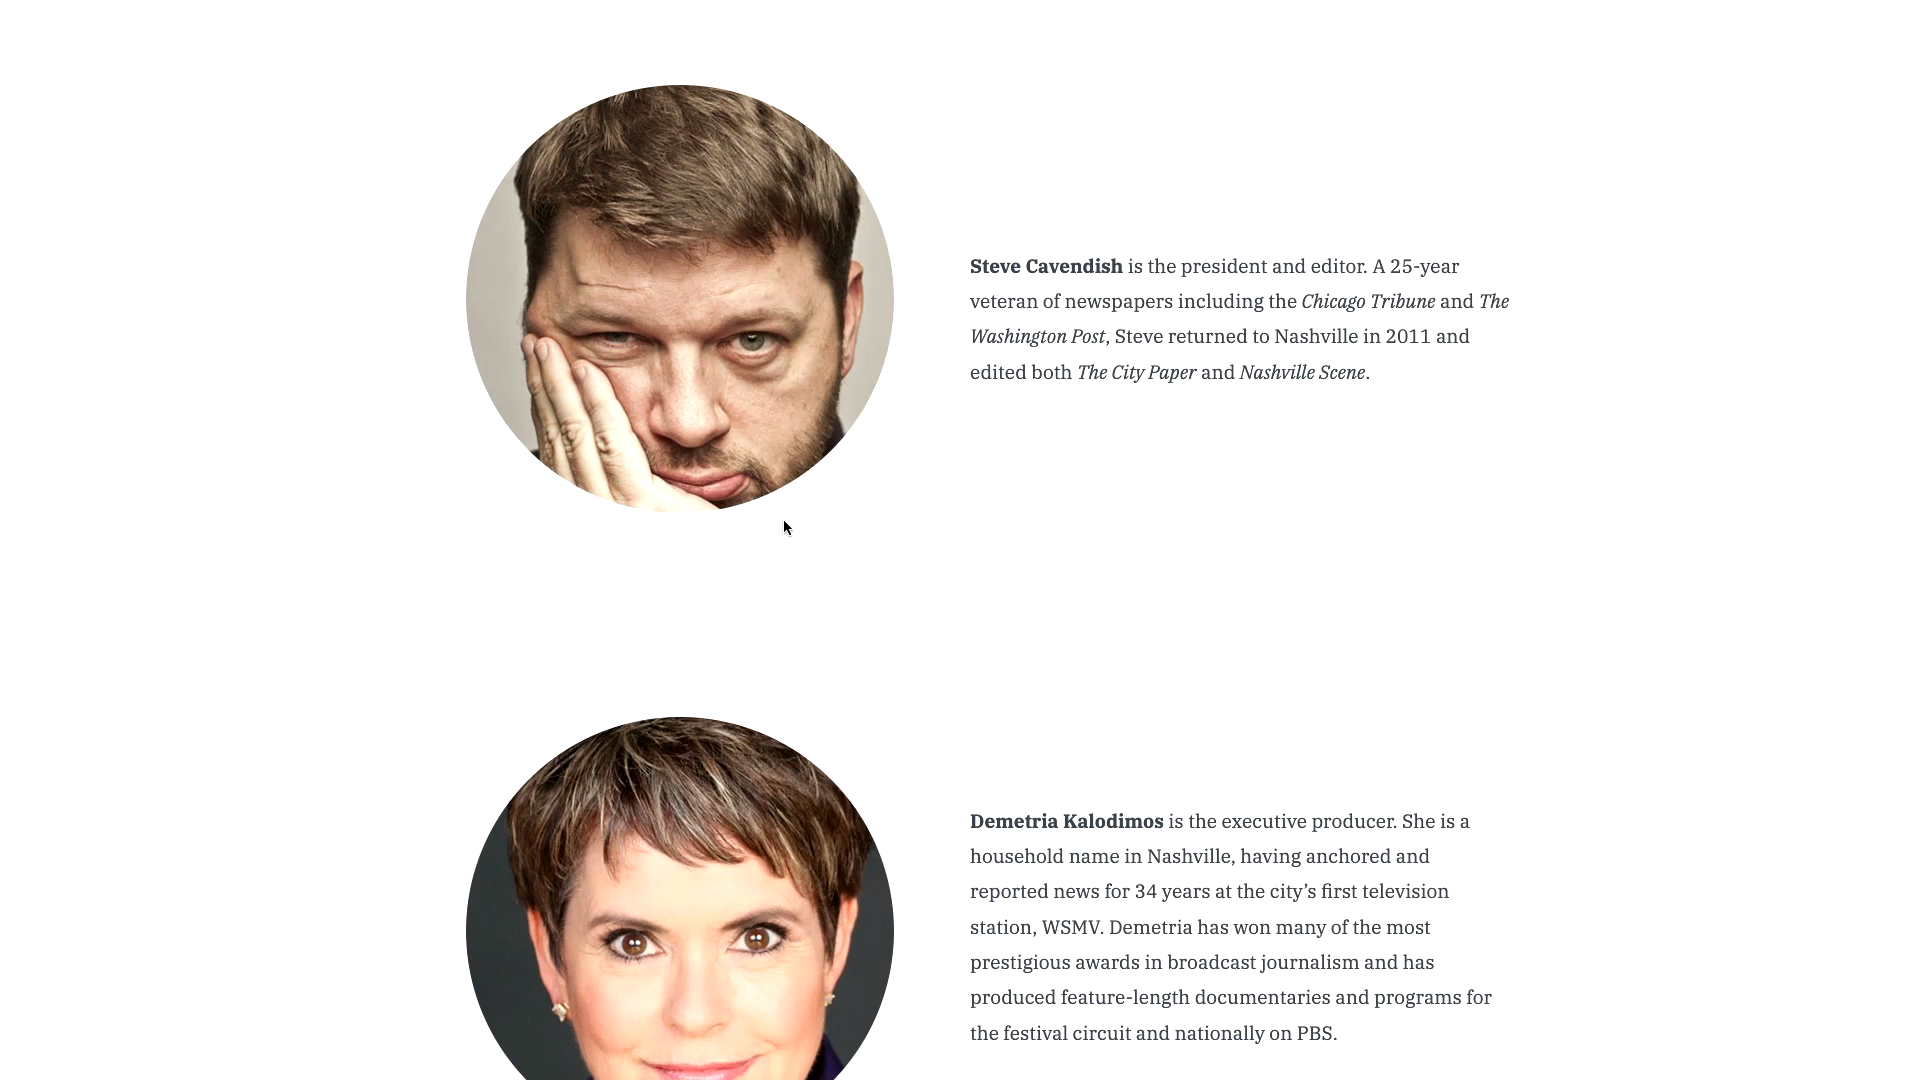 Steve Cavendish is the president and editor. A 25-year
veteran of newspapers including the Chicago Tribune and The
Washington Post, Steve returned to Nashville in 2011 and
edited both The City Paper and Nashville Scene.
Demetria Kalodimos is the executive producer. She is a
household name in Nashville, having anchored and
reported news for 34 years at the city’s first television
station, WSMV. Demetria has won many of the most
prestigious awards in broadcast journalism and has
produced feature-length documentaries and programs for
the festival circuit and nationally on PBS.